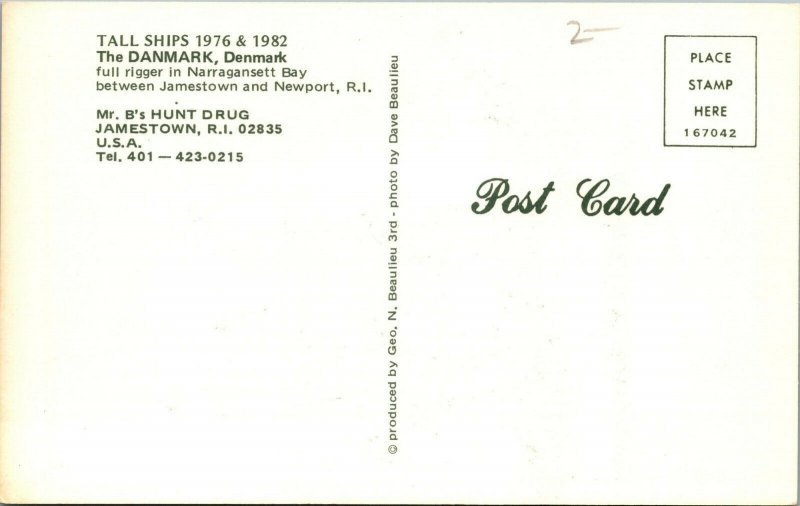 TALL SHIPS 1976 & 1982
The DANMARK, Denmark
full rigger in Narragansett Bay
between Jamestown and Newport, R.I.
Mr. B's HUNT DRUG
JAMESTOWN, R.I. 02835
U.S.A.
Tel. 401 — 423-0215
© produced by Geo. N. Beaulieu 3rd - photo by Dave Beaulieu
2-
PLACE
STAMP
HERE
167042
Post Card